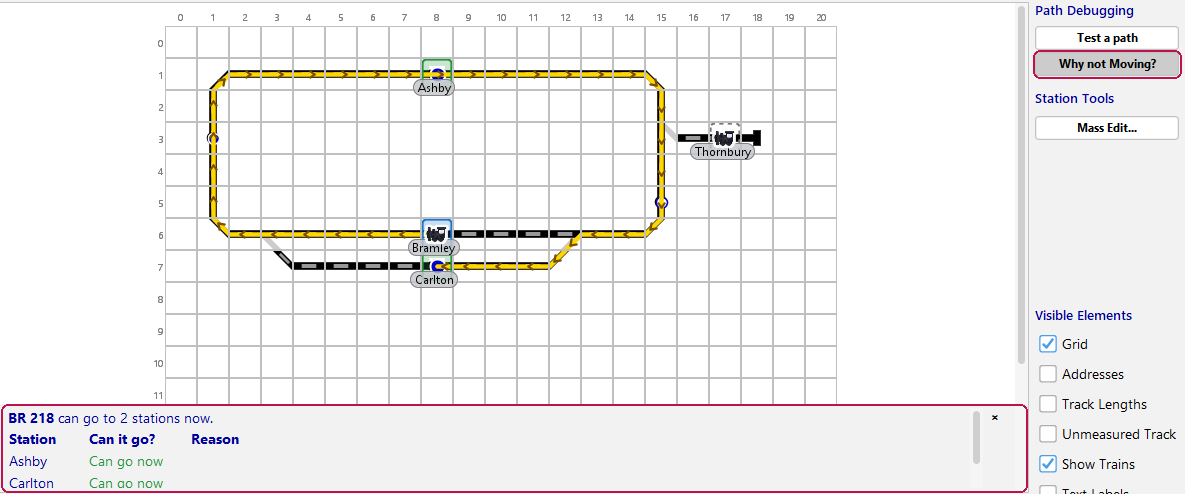 0 1 2 3 4 5 6 7 8 9 10 11 12 13 14 15 16 17 18 19 20
0
1
Ashby
2
3
Thornbury
4
5
6
Bramley
7
Carlton
8
9
10
11
Path Debugging
Test a path
Why not Moving?
Station Tools
Mass Edit...
Visible Elements
Grid
Addresses
Track Lengths
Unmeasured Track
Show Trains
Text Labels
BR 218 can go to 2 stations now.
×
Station Can it go? Reason
Ashby Can go now
Carlton Can go now